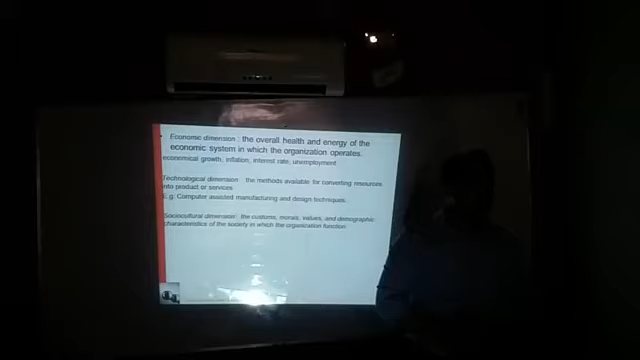 Economic dimension : the overall health and energy of the
economic system in which the organization operates.
economical growth, inflation, interest rate, unemployment
Technological dimension : the methods available for converting resources
into product or services
E.g: Computer assisted manufacturing and design techniques.
Sociocultural dimension : the customs, morals, values, and demographic
characteristics of the society in which the organization function